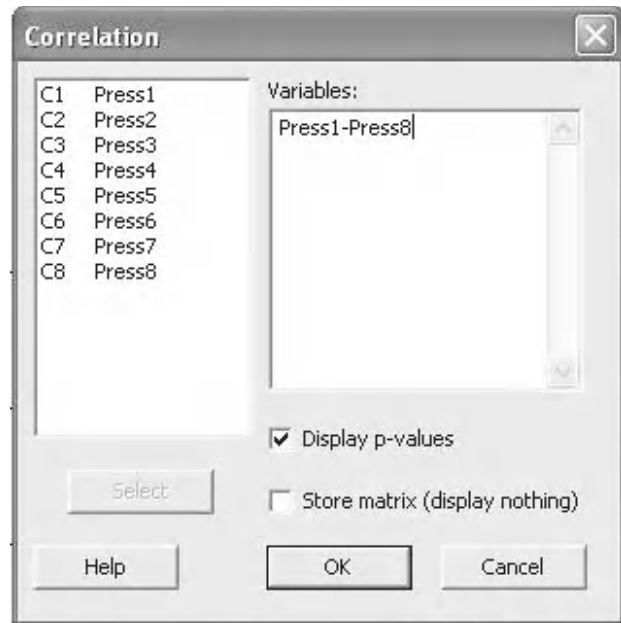 Correlation
C1 Press1
C2 Press2
C3 Press3
C4 Press4
C5 Press5
C6 Press6
C7 Press7
C8 Press8
Variables:
Press1-Press8
Display p-values
Select
Store matrix (display nothing)
Help
OK
Cancel